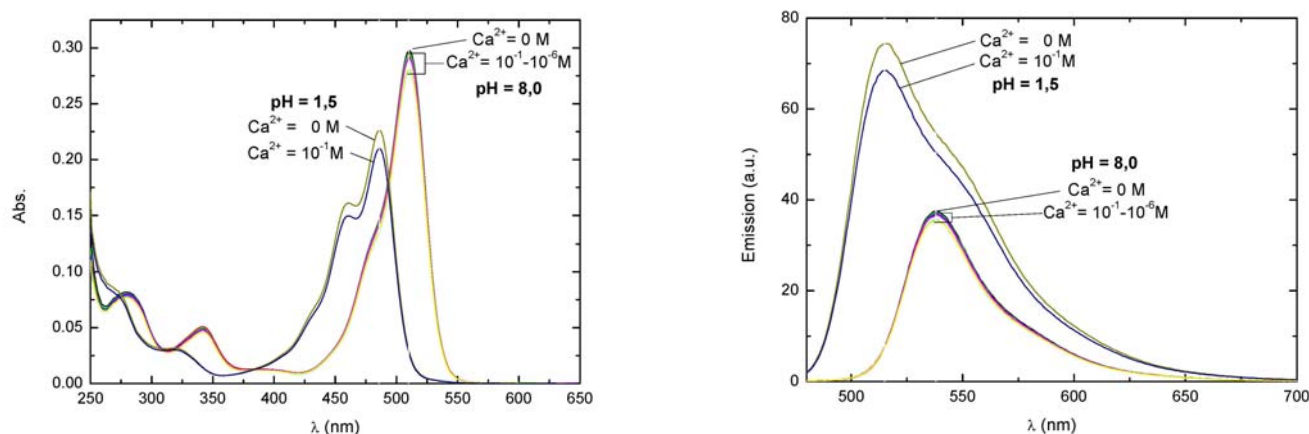 0.30
0.25
0.20
0.15
0.10
0.05
0.00
Abs.
Ca2+ = 0 M
Ca2+ = 10-1-10-6M
pH = 8,0
pH = 1,5
Ca2+ = 0 M
Ca2+ = 10-1M
250 300 350 400 450 500 550 600 650
λ (nm)
80
60
40
20
0
Emission (a.u.)
Ca2+ = 0 M
Ca2+ = 10-1M
pH = 1,5
pH = 8,0
Ca2+ = 0 M
Ca2+ = 10-1-10-6M
500 550 600 650 700
λ (nm)